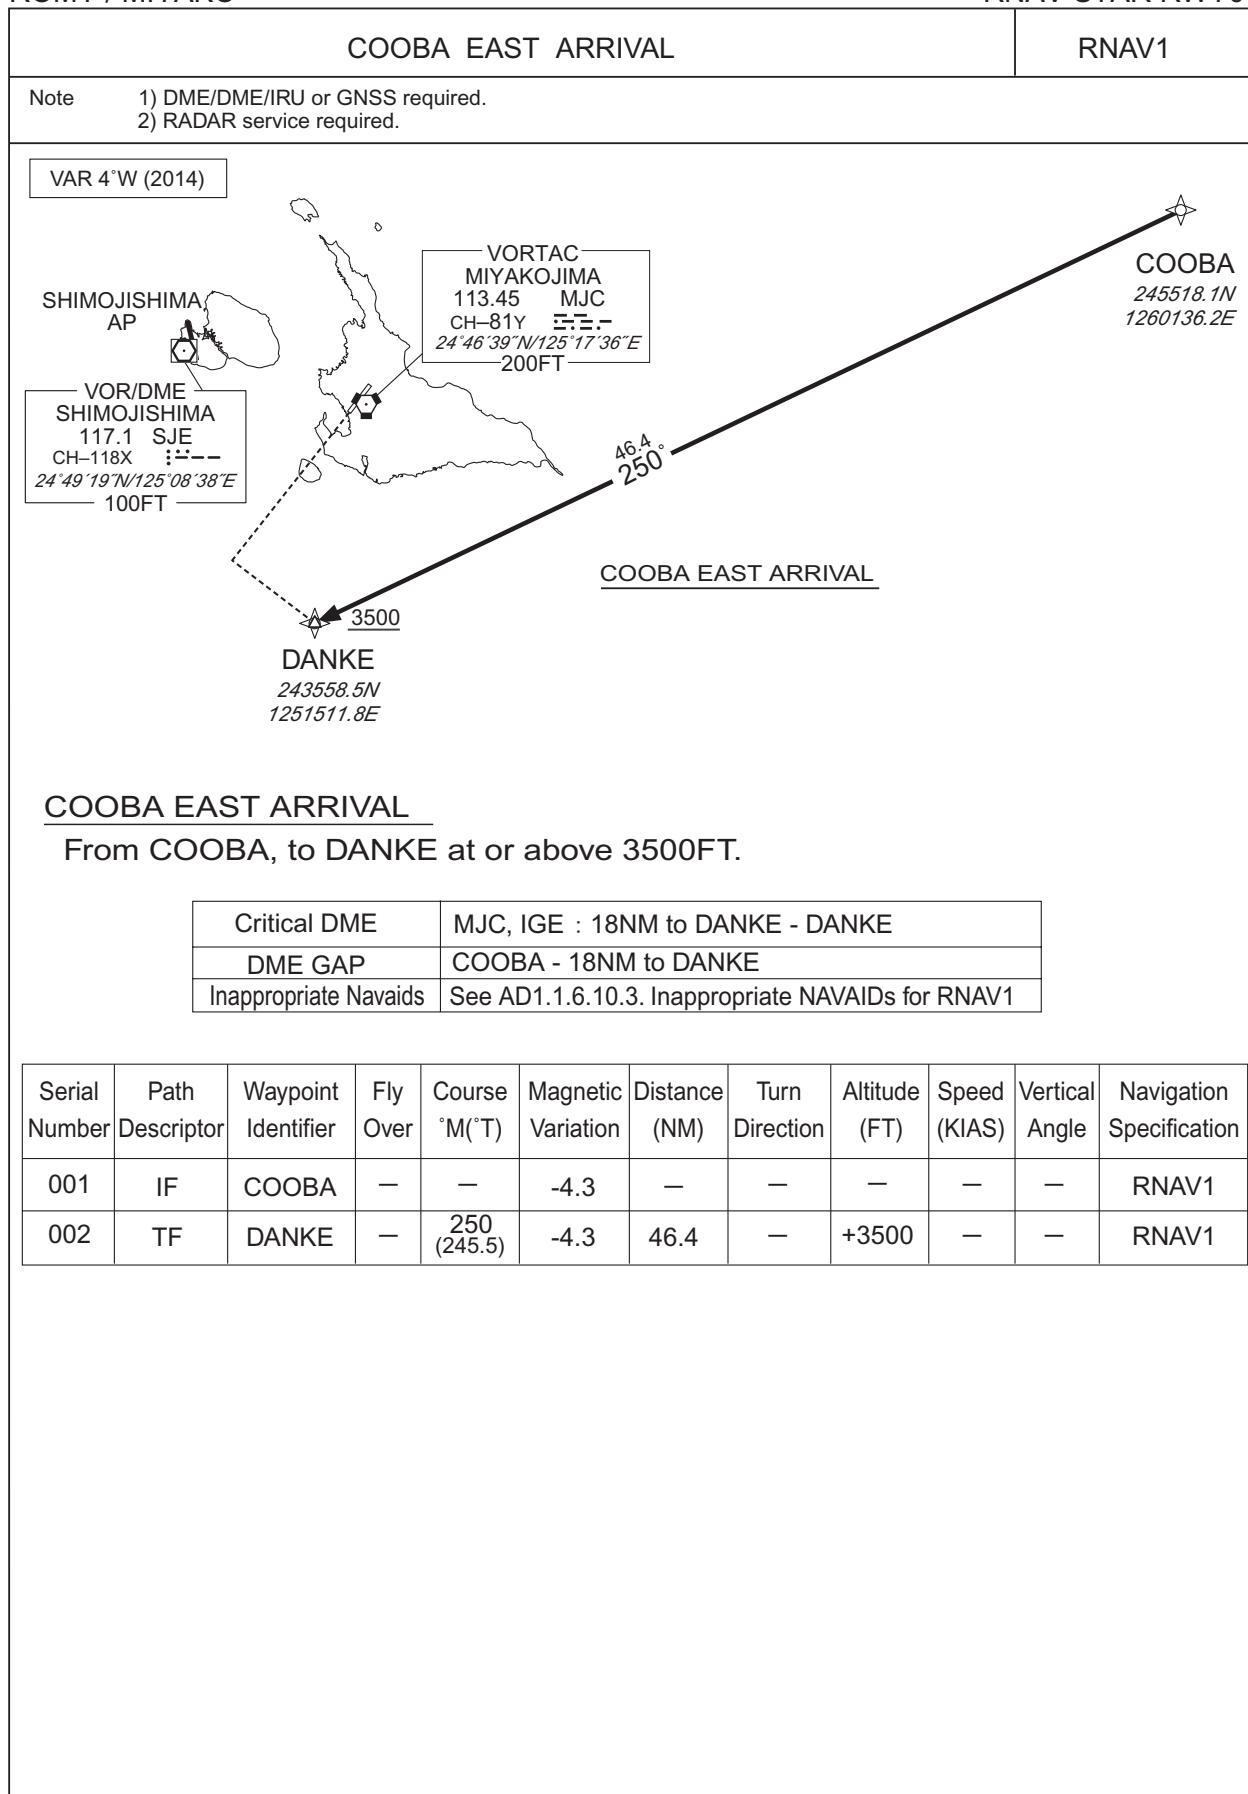 COOBA EAST ARRIVAL RNAV1
Note 1) DME/DME/IRU or GNSS required.
2) RADAR service required.
VAR 4˚W (2014)
COOBA
245518.1N
1260136.2E
VORTAC
MIYAKOJIMA
113.45 MJC
CH–81Y
24˚46´39˝N/125˚17´36˝E
200FT
SHIMOJISHIMA
AP
VOR/DME
SHIMOJISHIMA
117.1 SJE
CH–118X
24˚49´19˝N/125˚08´38˝E
100FT
46.4
250˚
COOBA EAST ARRIVAL
3500
DANKE
243558.5N
1251511.8E
COOBA EAST ARRIVAL
From COOBA, to DANKE at or above 3500FT.
Critical DME MJC, IGE : 18NM to DANKE - DANKE
DME GAP COOBA - 18NM to DANKE
Inappropriate Navaids See AD1.1.6.10.3. Inappropriate NAVAIDs for RNAV1
Serial Path Waypoint Fly Course Magnetic Distance Turn Altitude Speed Vertical Navigation
Number Descriptor Identifier Over ˚M(˚T) Variation (NM) Direction (FT) (KIAS) Angle Specification
001 IF COOBA — — -4.3 — — — — — RNAV1
002 TF DANKE — 250 (245.5) -4.3 46.4 — +3500 — — RNAV1